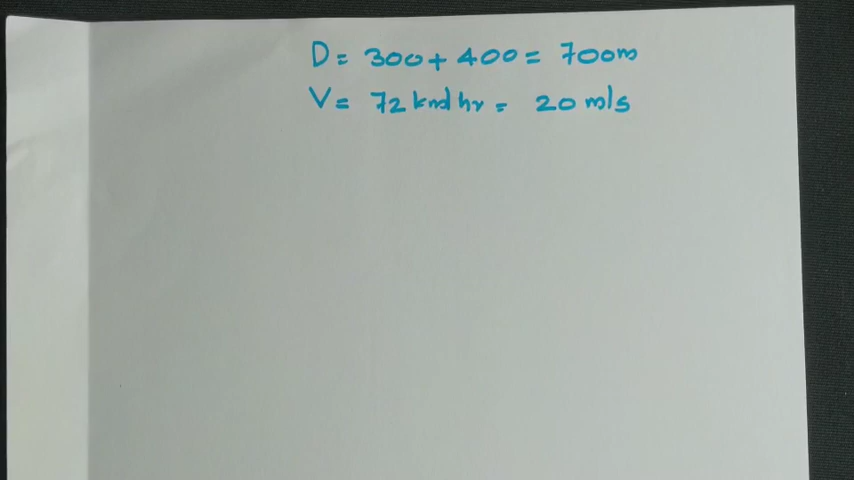 D = 300 + 400 = 700m
V = 72 km/hr = 20 m/s